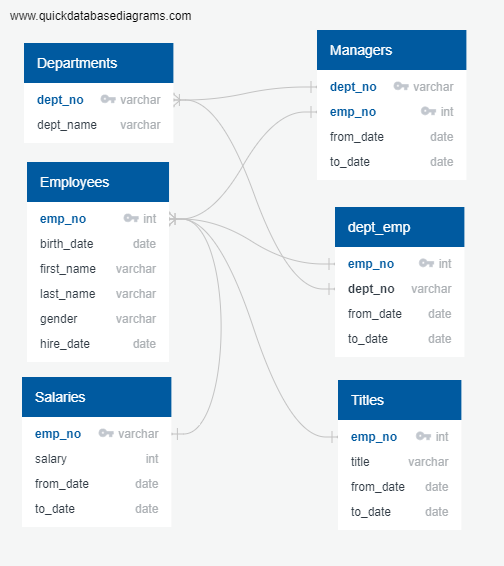 www.quickdatabasediagrams.com
Departments
dept_no varchar
dept_name varchar
Employees
emp_no int
birth_date date
first_name varchar
last_name varchar
gender varchar
hire_date date
Salaries
emp_no varchar
salary int
from_date date
to_date date
Managers
dept_no varchar
emp_no int
from_date date
to_date date
dept_emp
emp_no int
dept_no varchar
from_date date
to_date date
Titles
emp_no int
title varchar
from_date date
to_date date